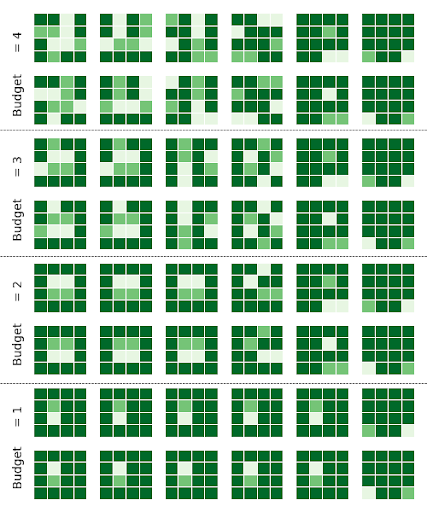 Budget = 4
Budget = 3
Budget = 2
Budget = 1